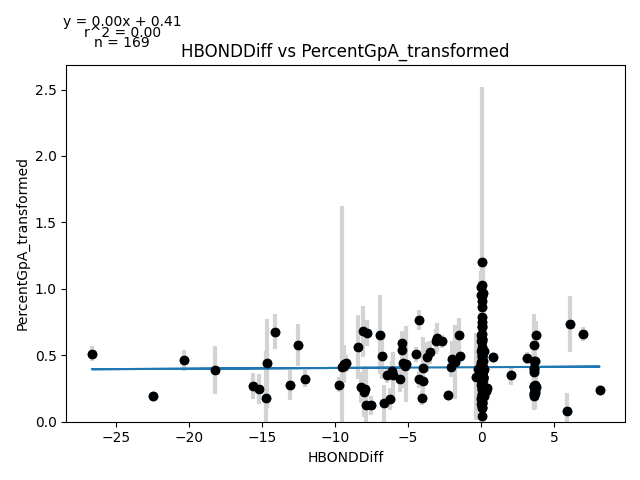 y = 0.00x + 0.41
r^2 = 0.00
n = 169
HBONDDiff vs PercentGpA_transformed
PercentGpA_transformed
2.5
2.0
1.5
1.0
0.5
0.0
−25
−20
−15
−10
−5
0
5
HBONDDiff